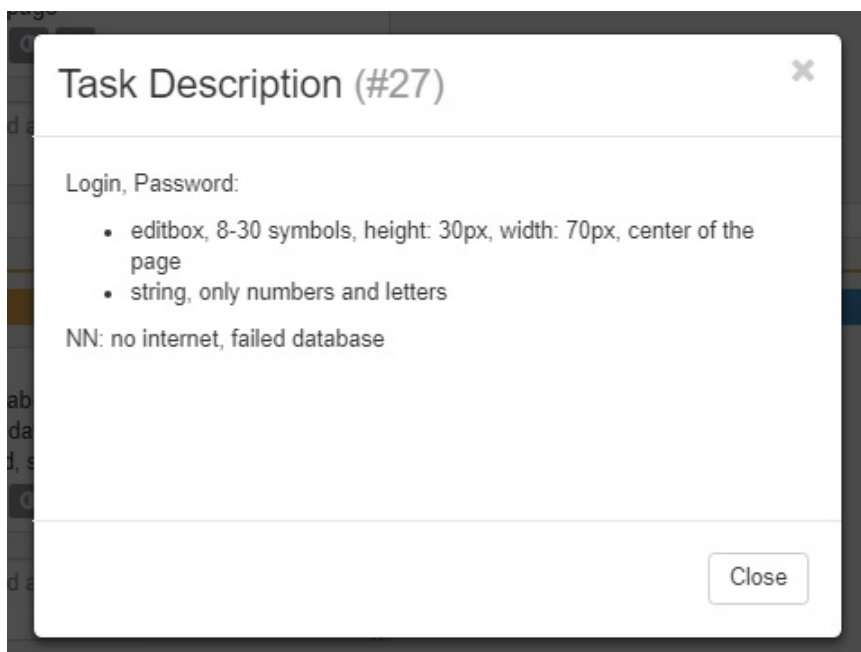 Task Description (#27)
Login, Password:
• editbox, 8-30 symbols, height: 30px, width: 70px, center of the
page
• string, only numbers and letters
NN: no internet, failed database
Close